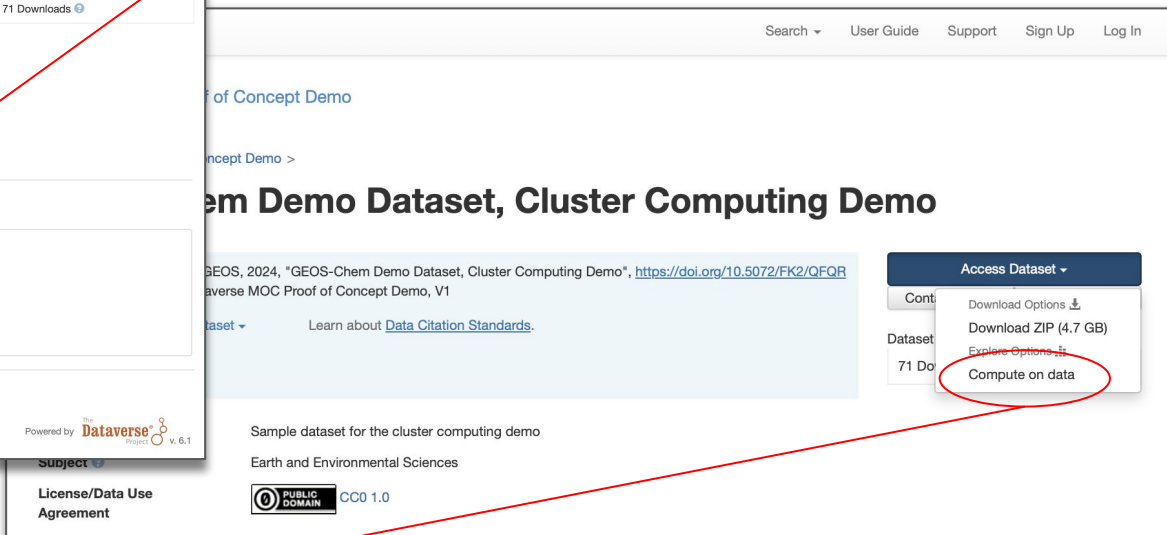 71 Downloads
Search User Guide Support Sign Up Log In
of Concept Demo
ncept Demo >
em Demo Dataset, Cluster Computing Demo
GEOS, 2024, "GEOS-Chem Demo Dataset, Cluster Computing Demo", https://doi.org/10.5072/FK2/QFQR
averse MOC Proof of Concept Demo, V1
taset Learn about Data Citation Standards.
Access Dataset
Cont
Download Options
Download ZIP (4.7 GB)
Dataset
Explore Options
71 Do
Compute on data
Powered by The Dataverse® Project v. 6.1
Sample dataset for the cluster computing demo
Subject Earth and Environmental Sciences
License/Data Use
Agreement
PUBLIC DOMAIN CC0 1.0